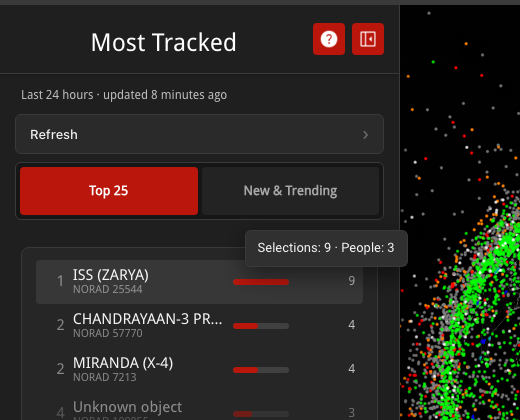 Most Tracked
Last 24 hours · updated 8 minutes ago
Refresh
Top 25
New & Trending
Selections: 9 · People: 3
1 ISS (ZARYA) 9
NORAD 25544
2 CHANDRAYAAN-3 PR... 4
NORAD 57770
2 MIRANDA (X-4) 4
NORAD 7213
4 Unknown object 3
NORAD